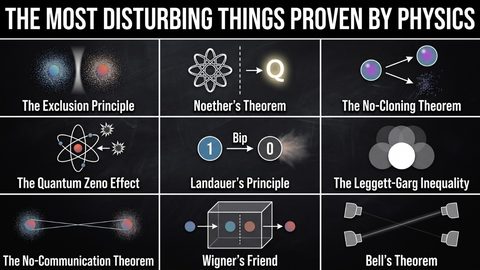 THE MOST DISTURBING THINGS PROVEN BY PHYSICS
The Exclusion Principle
Q
Noether's Theorem
The No-Cloning Theorem
The Quantum Zeno Effect
Bip
1 0
Landauer's Principle
The Leggett-Garg Inequality
The No-Communication Theorem
Wigner's Friend
Bell's Theorem